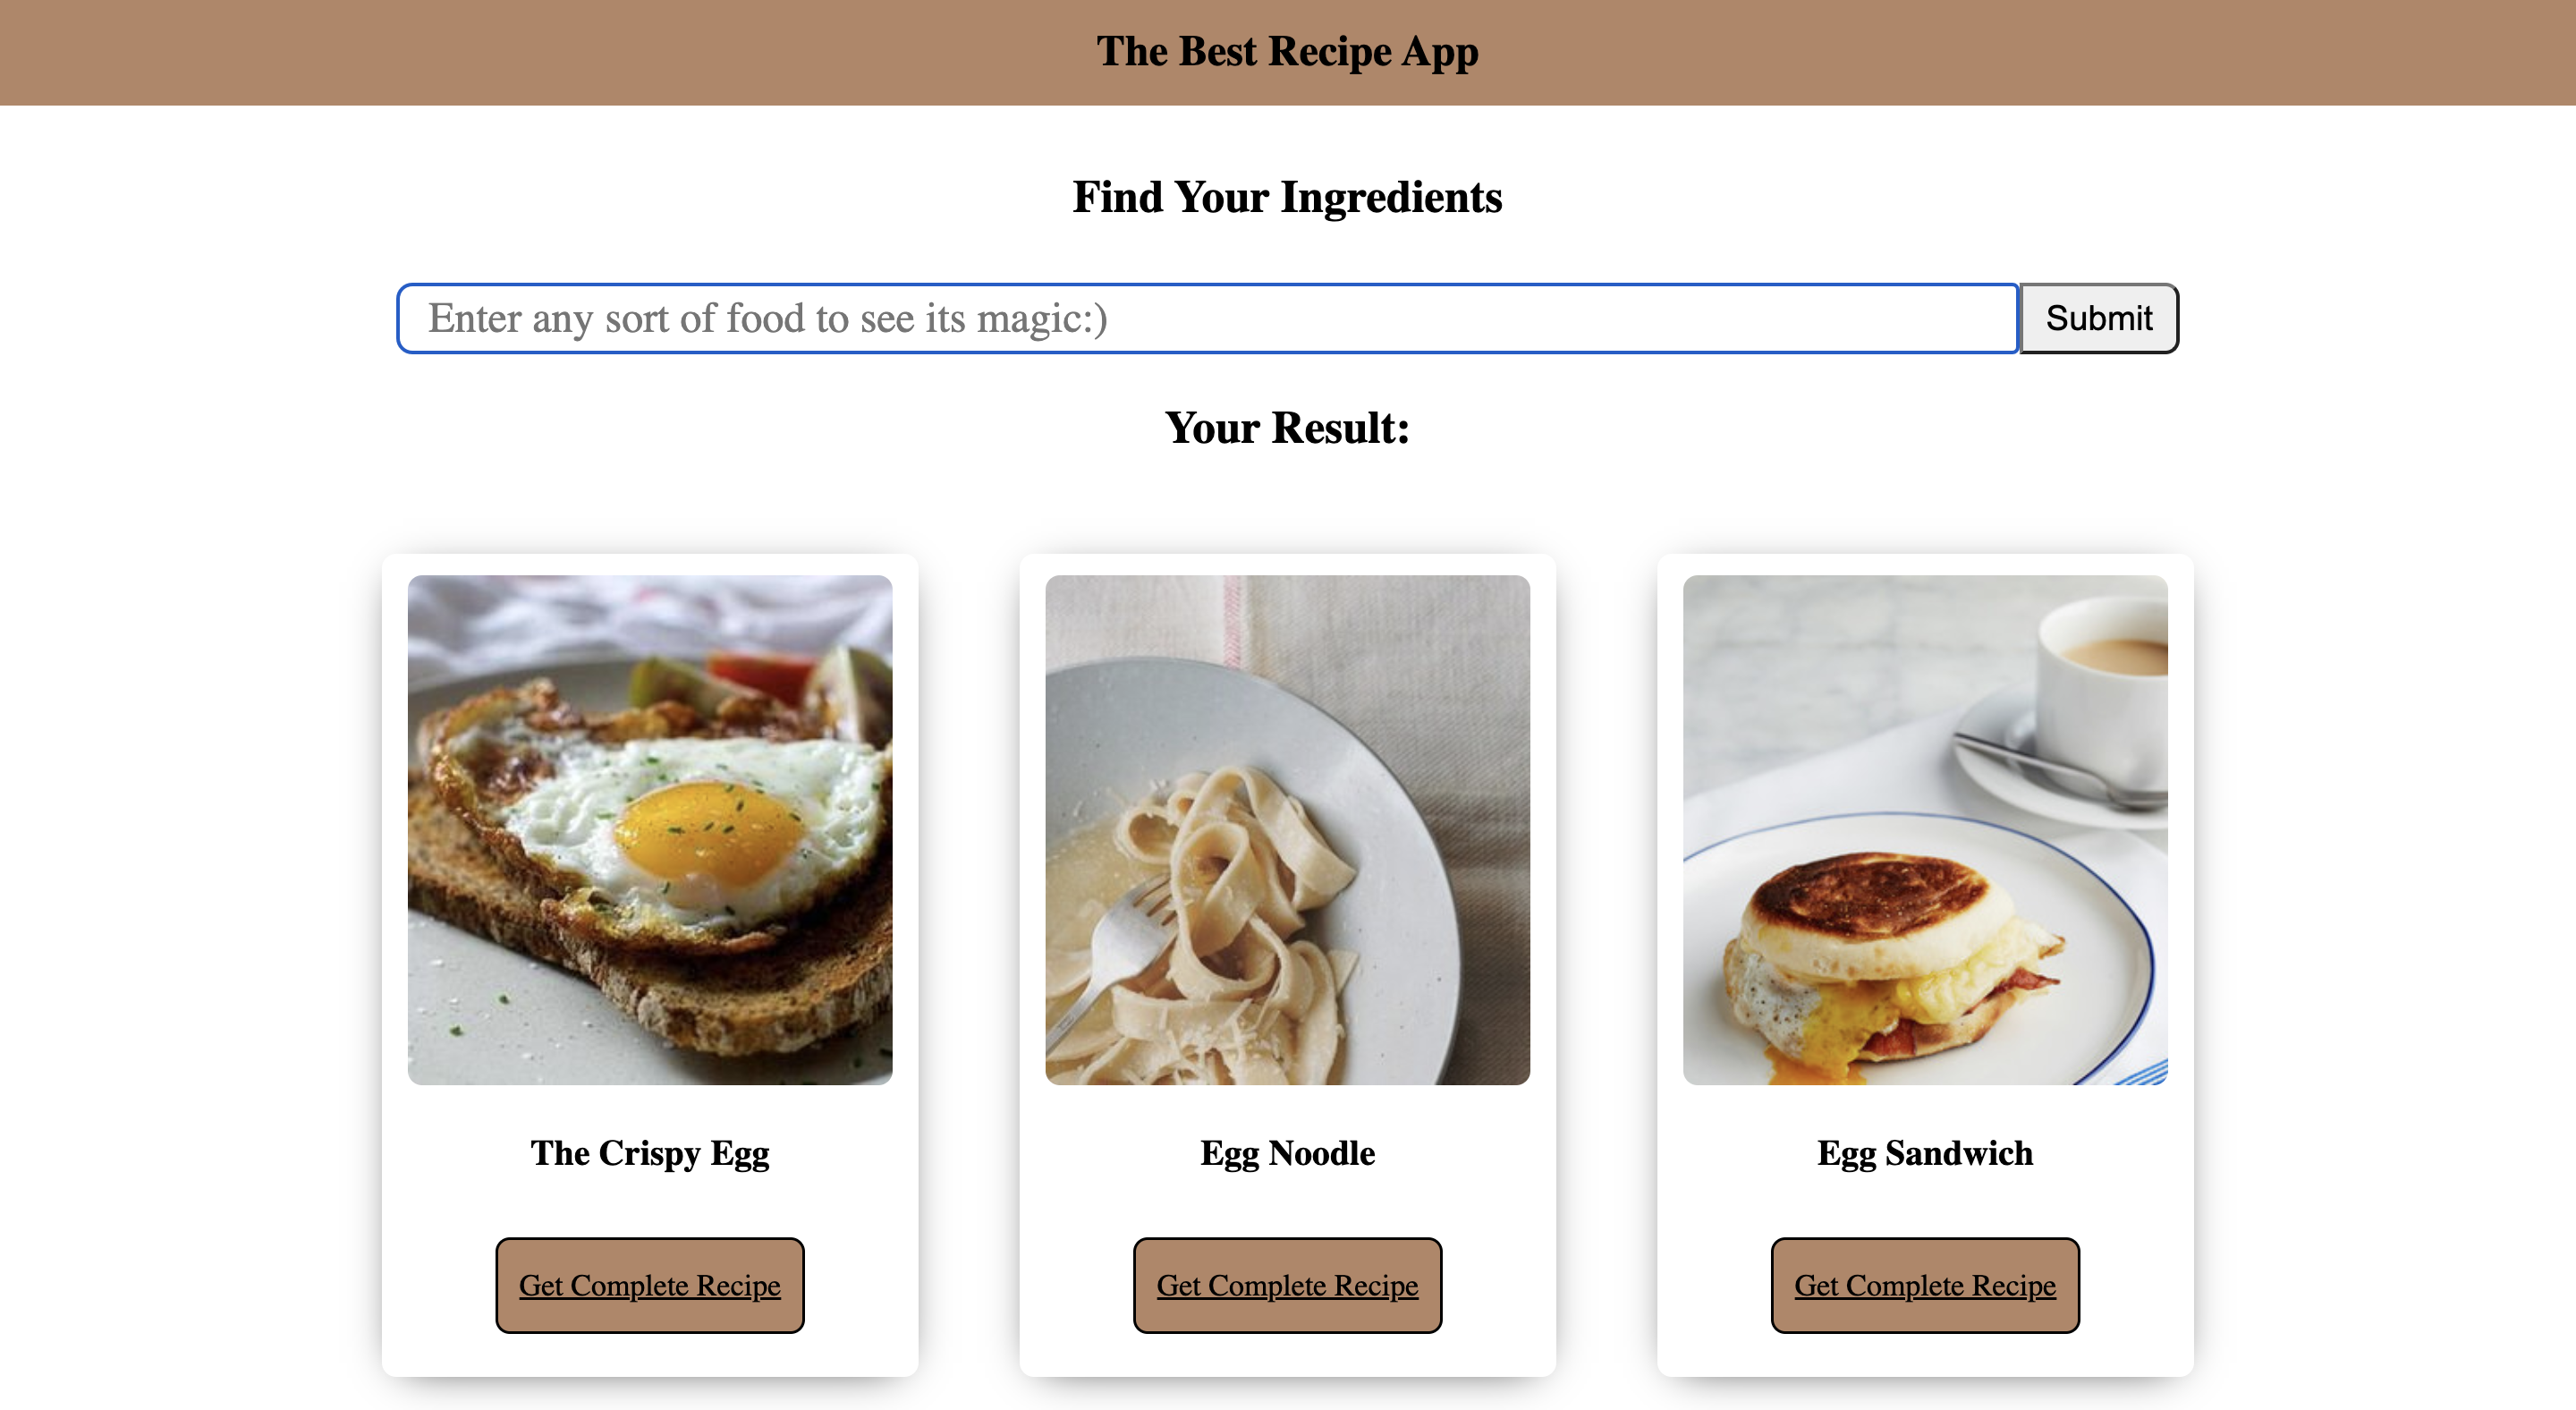 The Best Recipe App
Find Your Ingredients
Enter any sort of food to see its magic:)
Submit
Your Result:
The Crispy Egg
Egg Noodle
Egg Sandwich
Get Complete Recipe
Get Complete Recipe
Get Complete Recipe